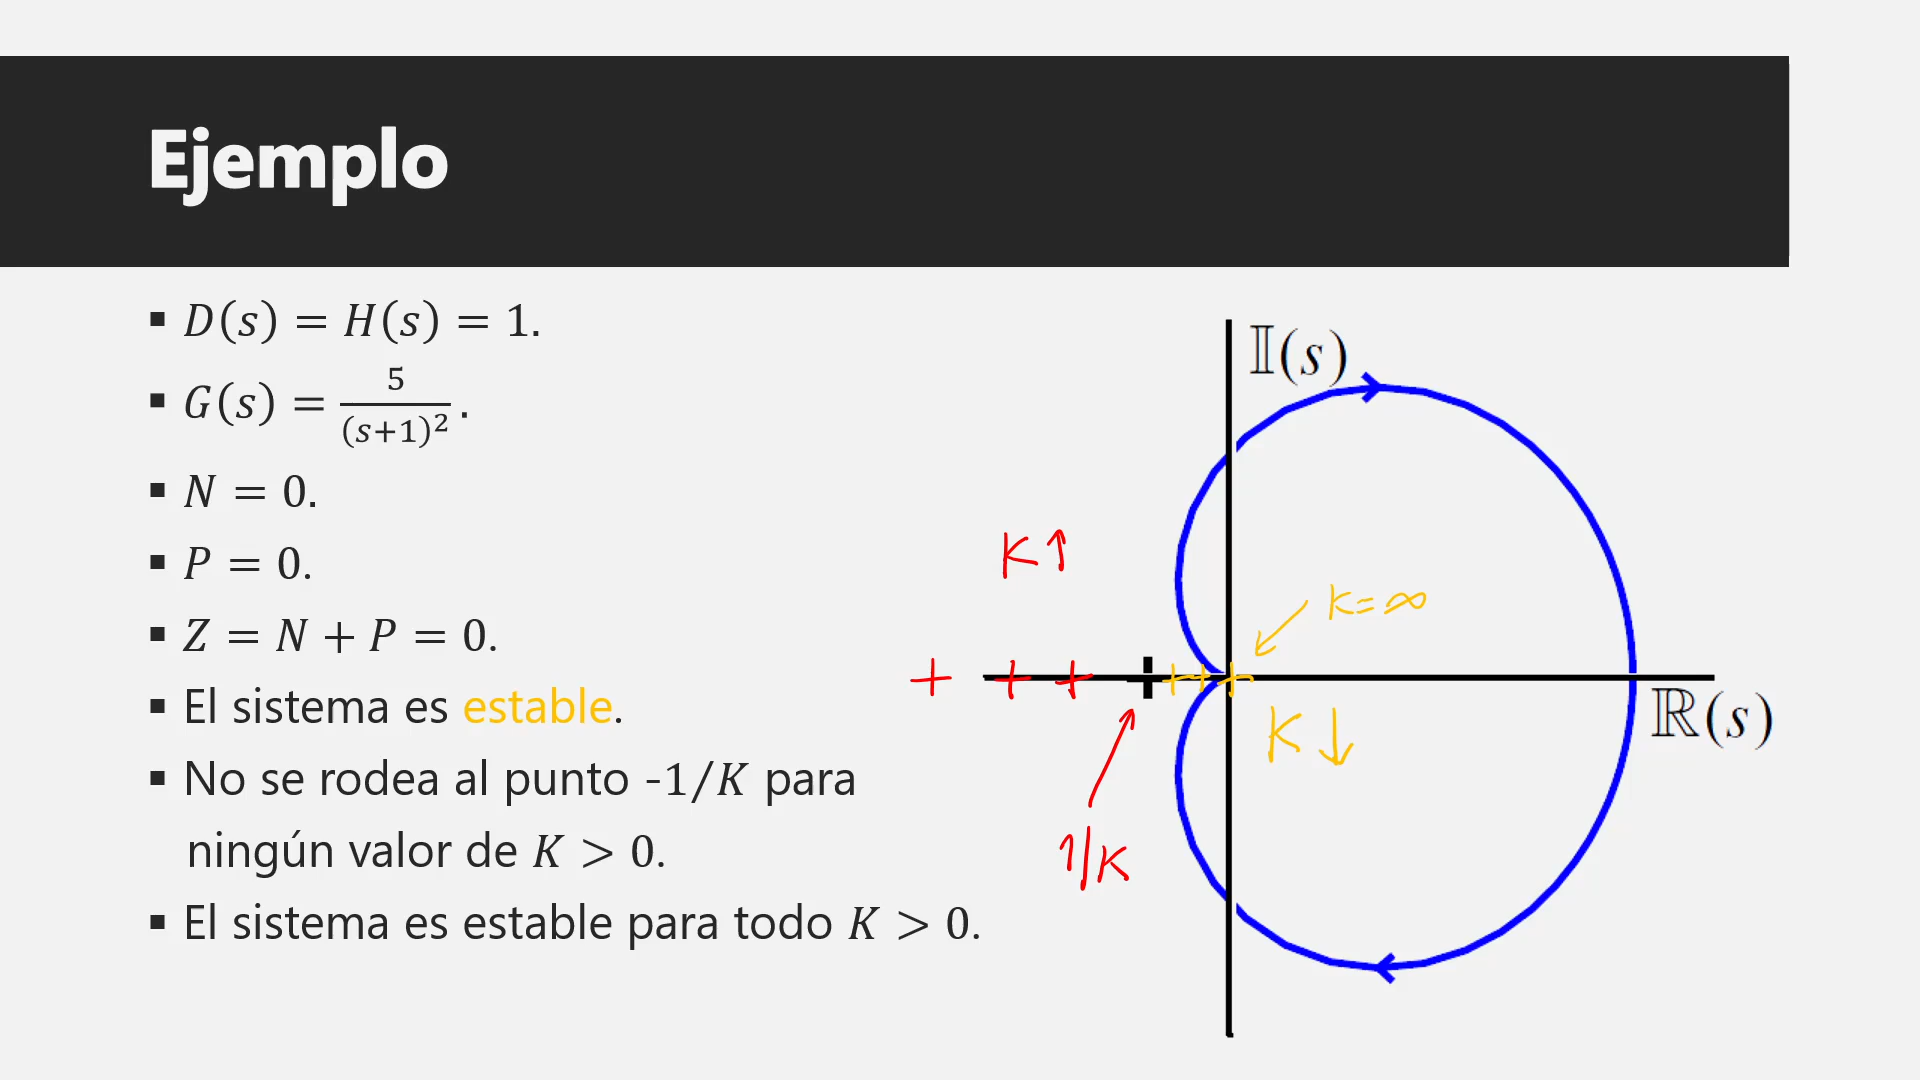 Ejemplo
▪ D(s) = H(s) = 1.
▪ G(s) = 5/(s+1)².
▪ N = 0.
▪ P = 0.
▪ Z = N + P = 0.
▪ El sistema es estable.
▪ No se rodea al punto -1/K para
ningún valor de K > 0.
▪ El sistema es estable para todo K > 0.
𝕀(s)
K↑
K=∞
ℝ(s)
K↓
1/K